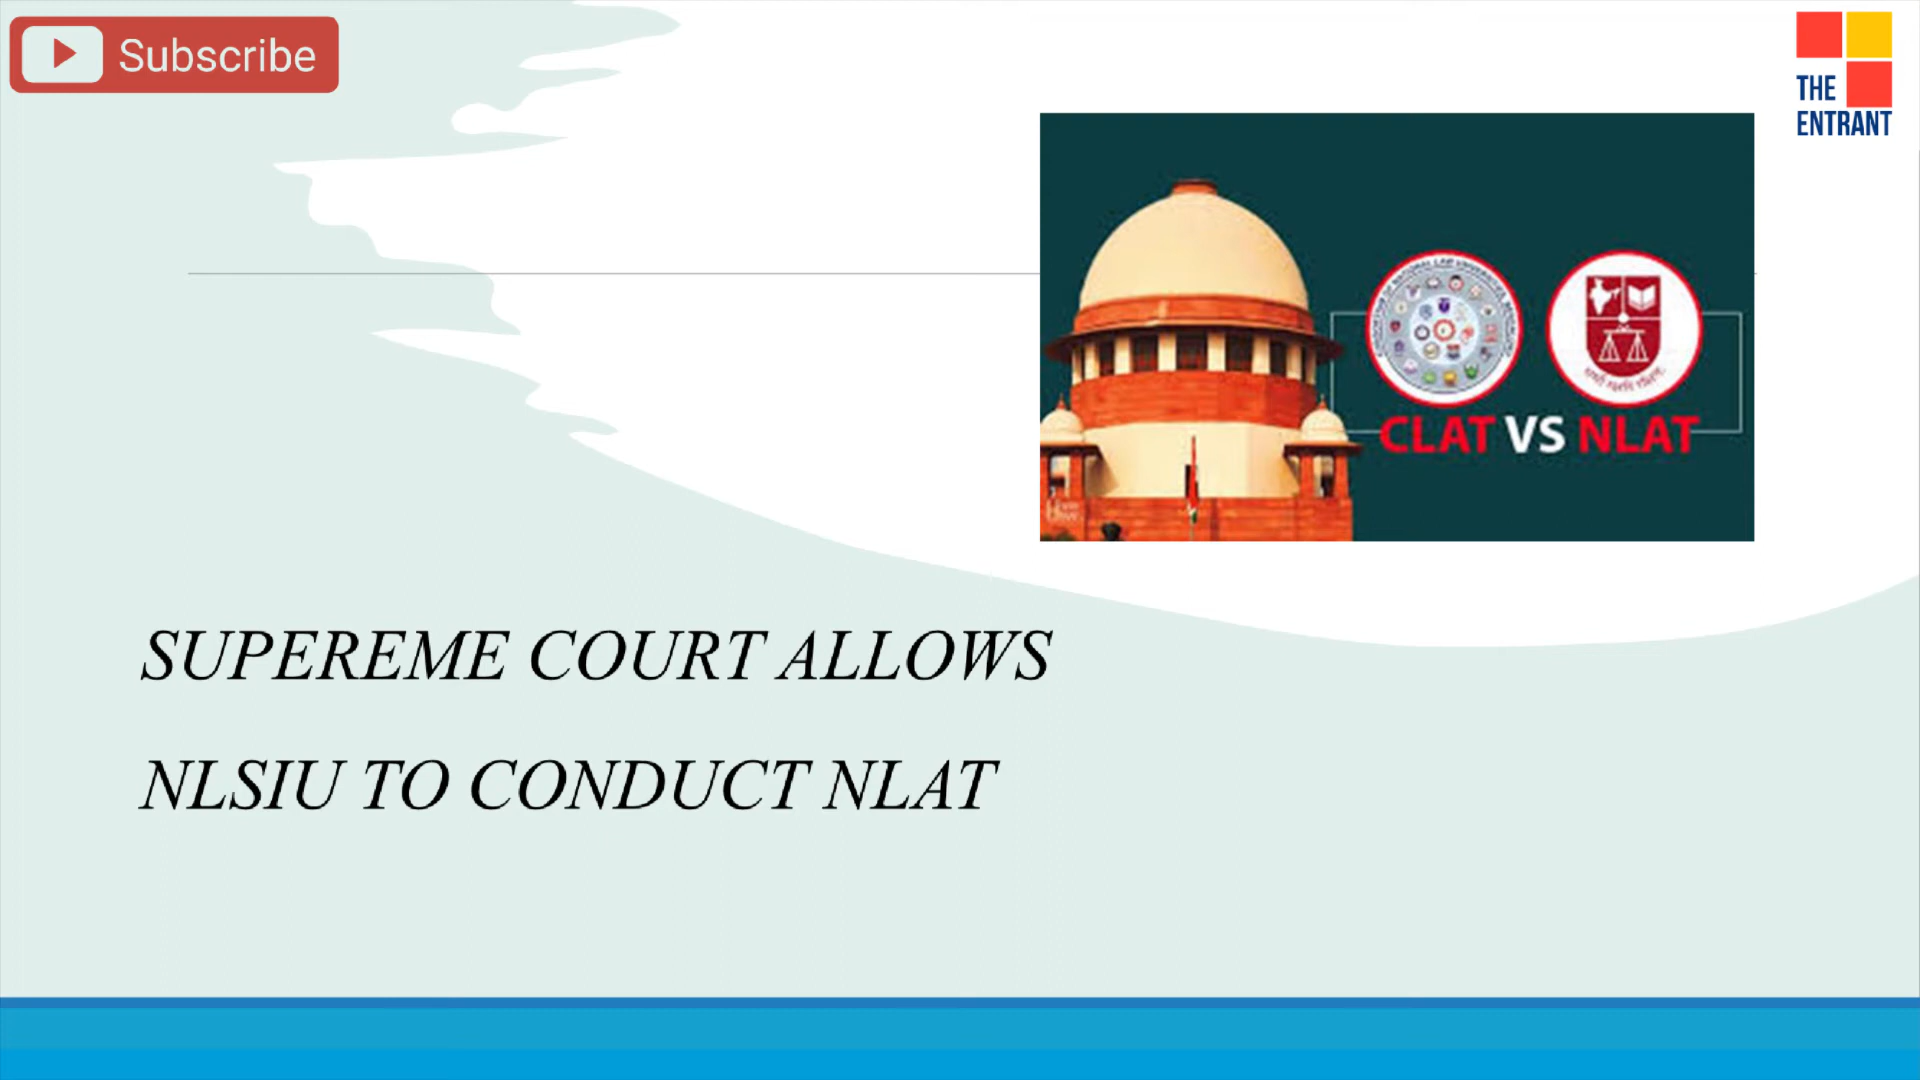 Subscribe
THE
ENTRANT
CLAT VS NLAT
SUPEREME COURT ALLOWS
NLSIU TO CONDUCT NLAT